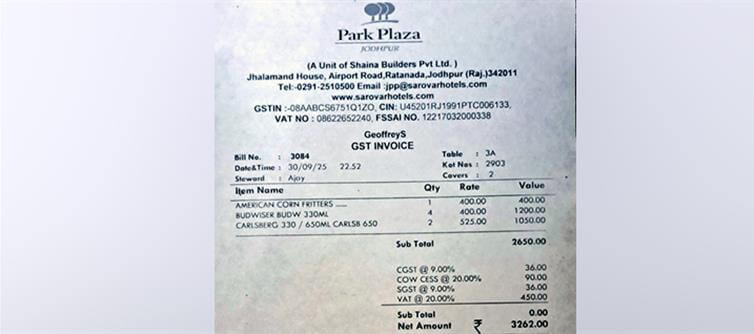 Park Plaza
JODHPUR
(A Unit of Shaina Builders Pvt Ltd. )
Jhalamand House, Airport Road,Ratanada,Jodhpur (Raj.)342011
Tel:-0291-2510500 Email :jpp@sarovarhotels.com
www.sarovarhotels.com
GSTIN :-08AABCS6751Q1ZO, CIN: U45201RJ1991PTC006133,
VAT NO : 08622652240, FSSAI NO. 12217032000338
GeoffreyS
GST INVOICE
Bill No. : 3084 Table : 3A
Date&Time : 30/09/25 22.52 Kot Nos : 2903
Steward : Ajay Covers : 2
Item Name Qty Rate Value
AMERICAN CORN FRITTERS 1 400.00 400.00
BUDWISER BUDW 330ML 4 400.00 1200.00
CARLSBERG 330 / 650ML CARLSB 650 2 525.00 1050.00
Sub Total 2650.00
CGST @ 9.00% 36.00
COW CESS @ 20.00% 90.00
SGST @ 9.00% 36.00
VAT @ 20.00% 450.00
Sub Total 0.00
Net Amount ₹ 3262.00